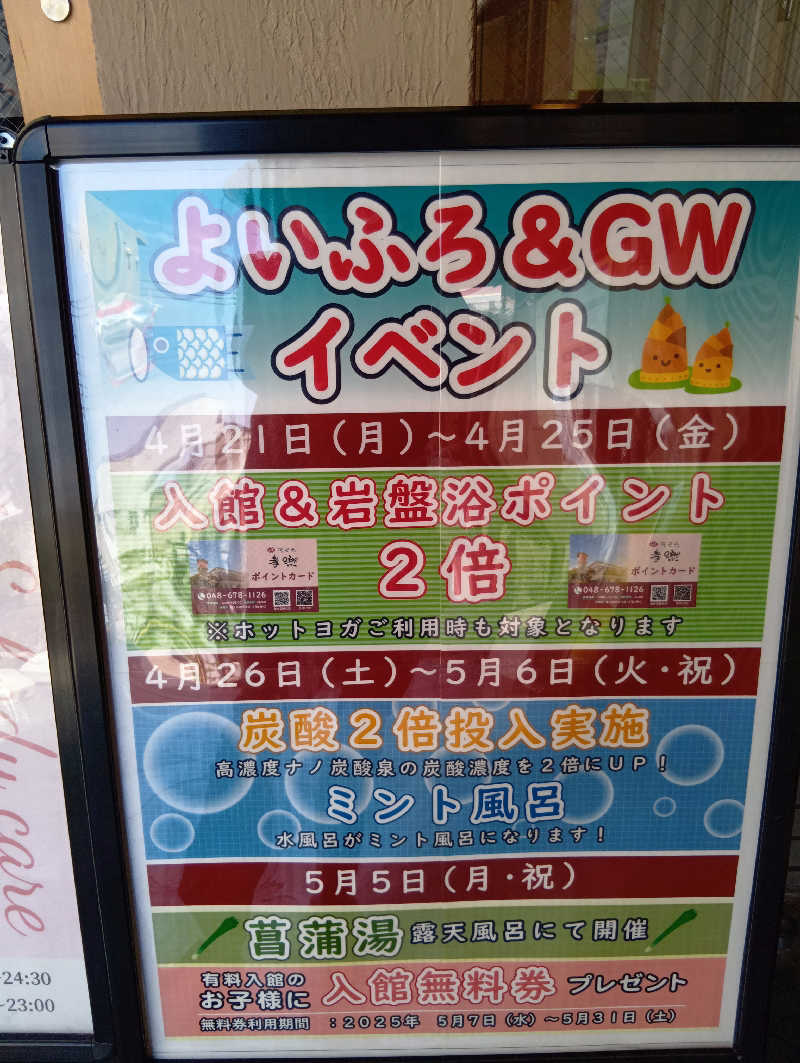 よいふろ&GW
イベント
4月21日(月)~4月25日(金)
入館&岩盤浴ポイント
2倍
ポイントカード
048-678-1126
ポイントカード
048-678-1126
※ホットヨガご利用時も対象となります
4月26日(土)~5月6日(火・祝)
炭酸2倍投入実施
高濃度ナノ炭酸泉の炭酸濃度を2倍にUP!
ミント風呂
水風呂がミント風呂になります!
5月5日(月・祝)
菖蒲湯 露天風呂にて開催
有料入館の
お子様に 入館無料券 プレゼント
無料券利用期間 :2025年 5月7日(水)~5月31日(土)
care
24:30
~23:00